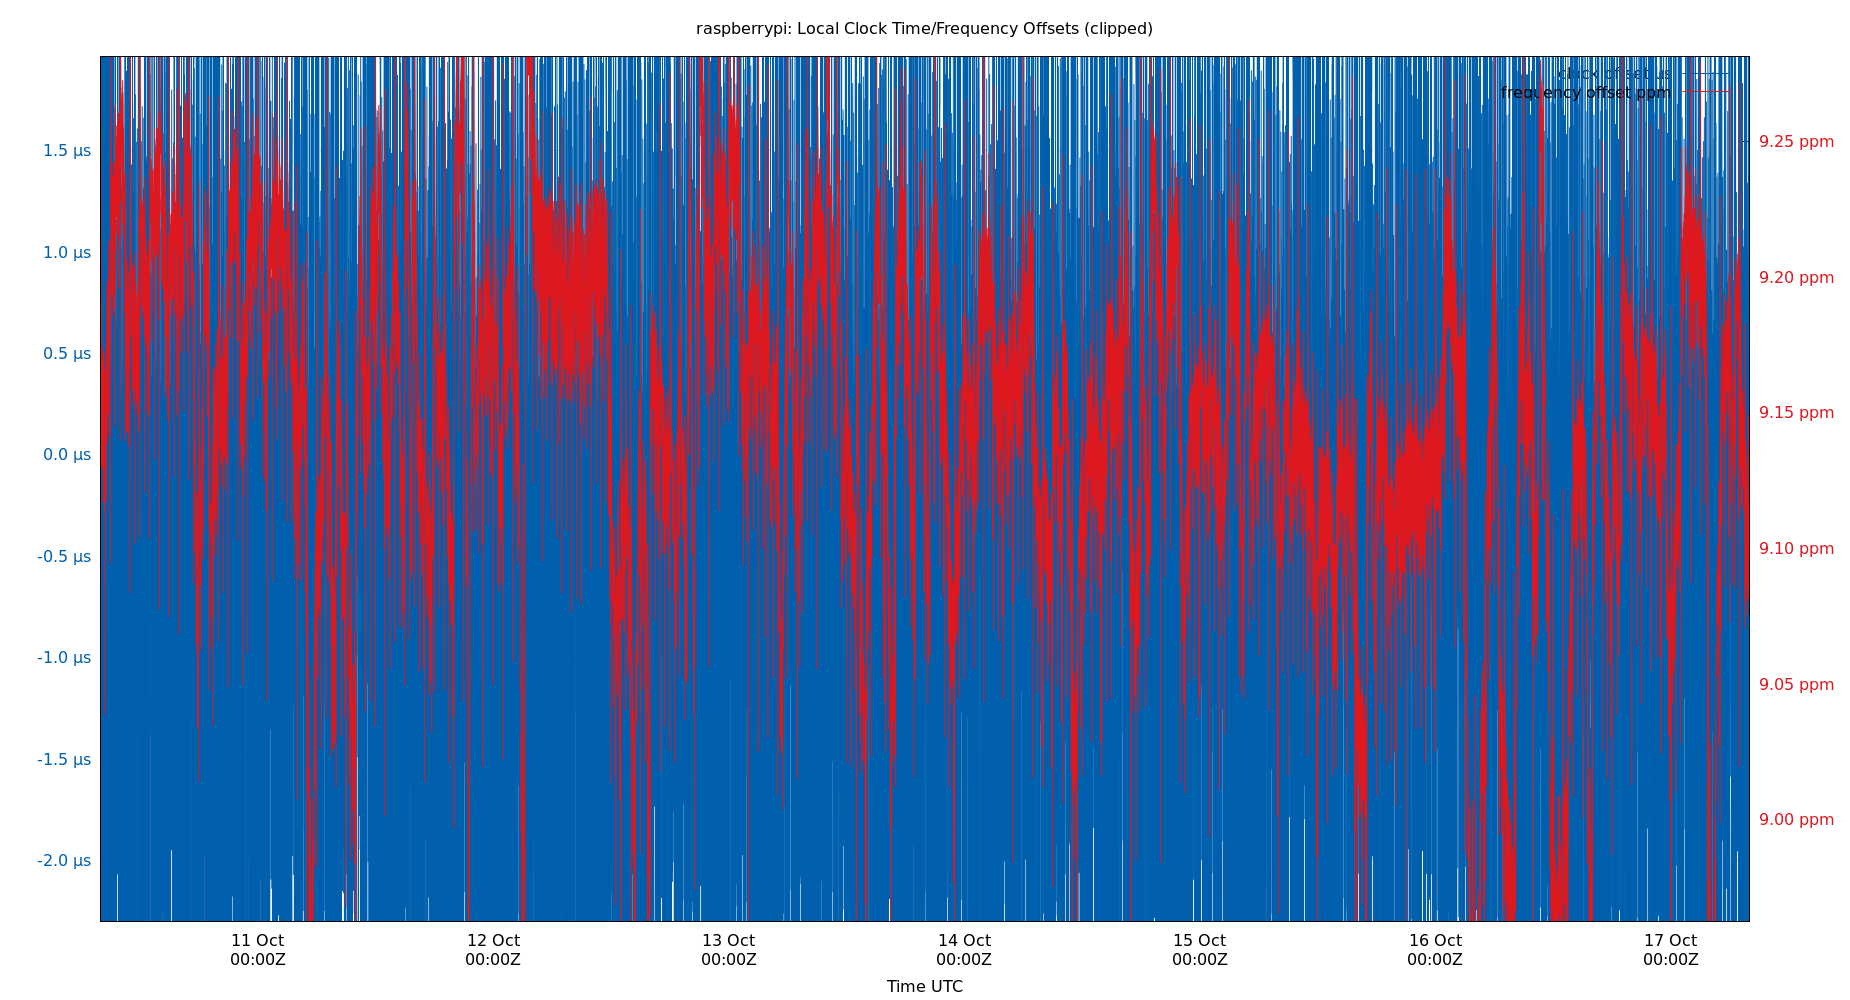 raspberrypi: Local Clock Time/Frequency Offsets (clipped)
clock offset µs
frequency offset ppm
1.5 µs
1.0 µs
0.5 µs
0.0 µs
-0.5 µs
-1.0 µs
-1.5 µs
-2.0 µs
9.25 ppm
9.20 ppm
9.15 ppm
9.10 ppm
9.05 ppm
9.00 ppm
11 Oct
00:00Z
12 Oct
00:00Z
13 Oct
00:00Z
14 Oct
00:00Z
15 Oct
00:00Z
16 Oct
00:00Z
17 Oct
00:00Z
Time UTC